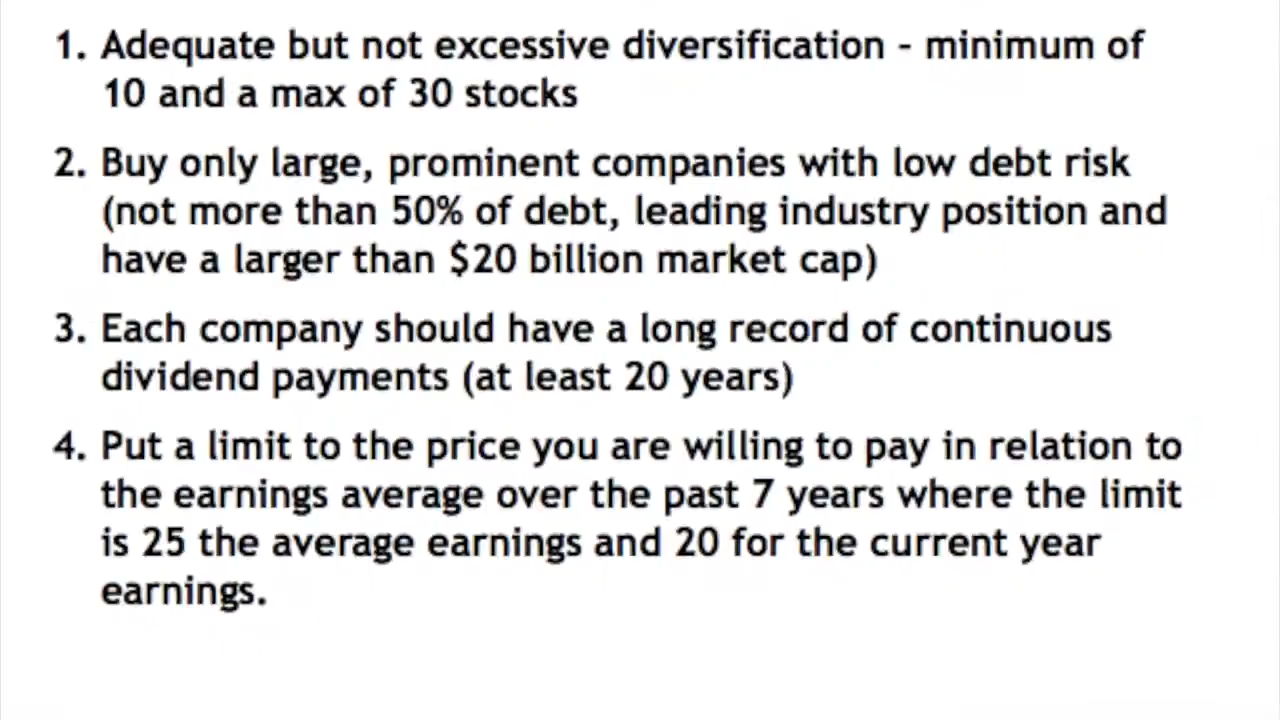 1. Adequate but not excessive diversification - minimum of
10 and a max of 30 stocks
2. Buy only large, prominent companies with low debt risk
(not more than 50% of debt, leading industry position and
have a larger than $20 billion market cap)
3. Each company should have a long record of continuous
dividend payments (at least 20 years)
4. Put a limit to the price you are willing to pay in relation to
the earnings average over the past 7 years where the limit
is 25 the average earnings and 20 for the current year
earnings.